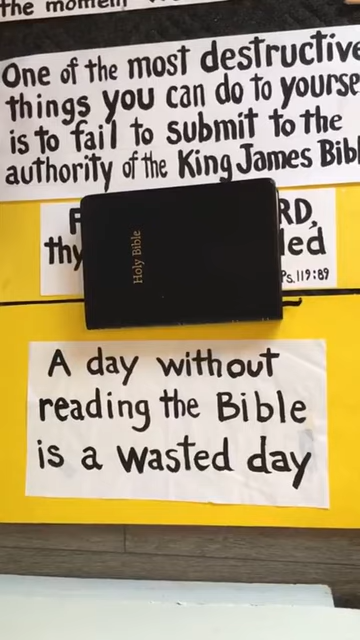 the moment
One of the most destructive
things you can do to yourse
is to fail to submit to the
authority of the King James Bibl
RD,
thy led
Ps.119:89
Holy Bible
A day without
reading the Bible
is a wasted day